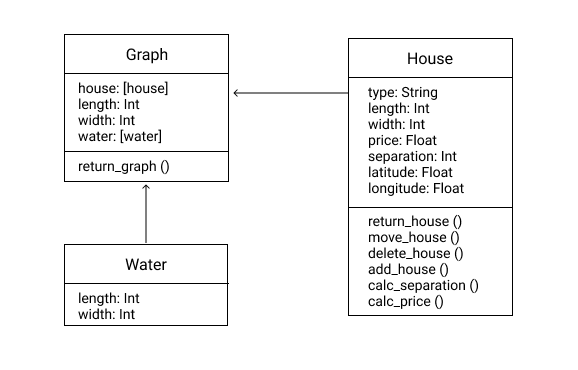 Graph
house: [house]
length: Int
width: Int
water: [water]
return_graph ()
House
type: String
length: Int
width: Int
price: Float
separation: Int
latitude: Float
longitude: Float
return_house ()
move_house ()
delete_house ()
add_house ()
calc_separation ()
calc_price ()
Water
length: Int
width: Int